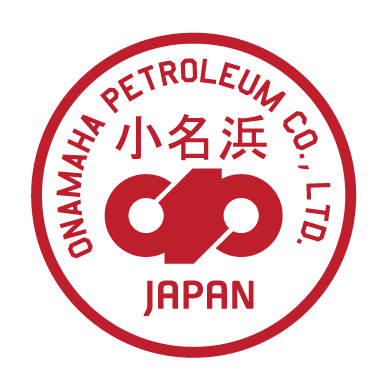 ONAMAHA PETROLEUM CO., LTD.
小名浜
JAPAN